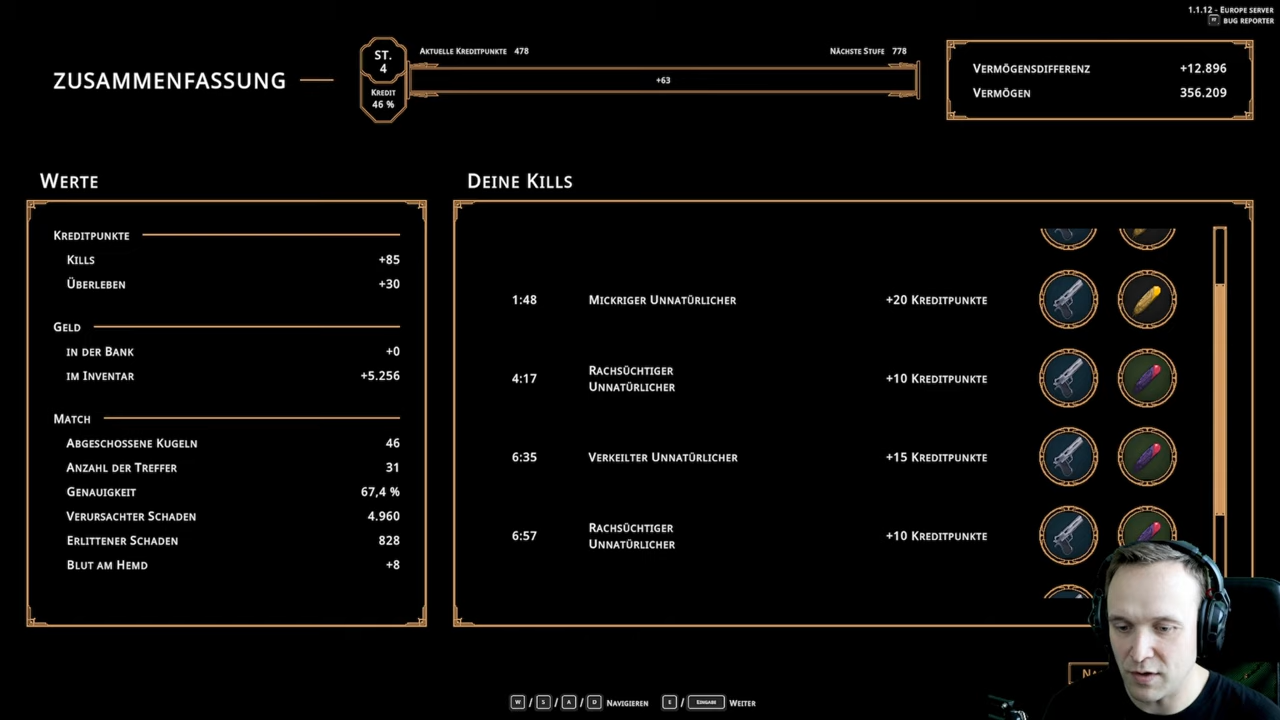 1.1.12 - Europe server
Bug reporter
Zusammenfassung
St.
4
Kredit
46 %
Aktuelle Kreditpunkte 478
Nächste Stufe 778
+63
Vermögensdifferenz +12.896
Vermögen 356.209
Werte
Kreditpunkte
Kills +85
Überleben +30
Geld
in der Bank +0
im Inventar +5.256
Match
Abgeschossene Kugeln 46
Anzahl der Treffer 31
Genauigkeit 67,4 %
Verursachter Schaden 4.960
Erlittener Schaden 828
Blut am Hemd +8
Deine Kills
1:48 Mickriger Unnatürlicher +20 Kreditpunkte
4:17 Rachsüchtiger
Unnatürlicher +10 Kreditpunkte
6:35 Verkeilter Unnatürlicher +15 Kreditpunkte
6:57 Rachsüchtiger
Unnatürlicher +10 Kreditpunkte
W / S / A / D Navigieren E / Eingabe Weiter